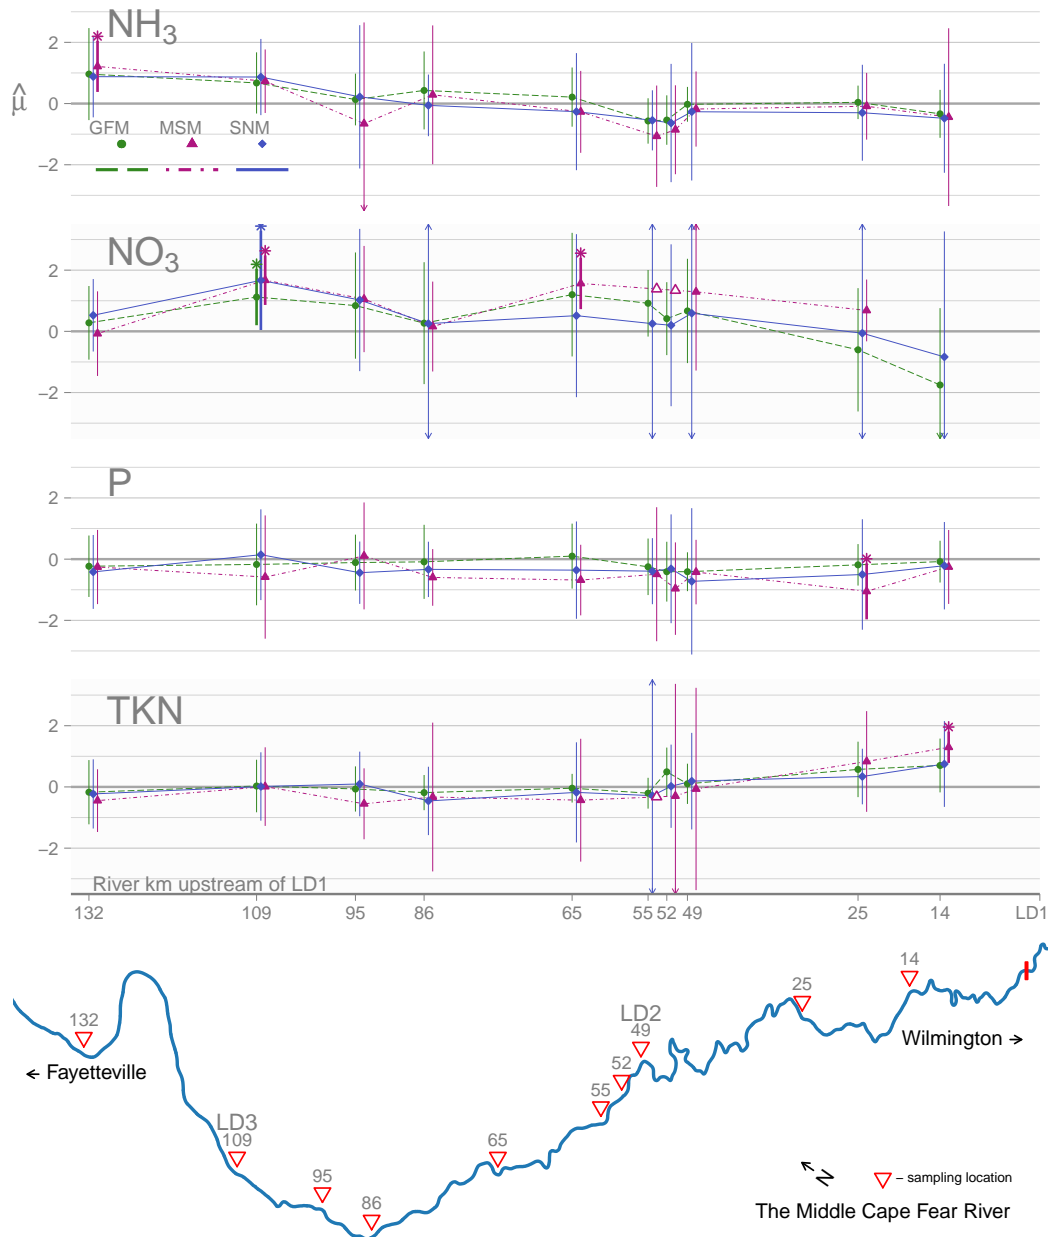 NH3
2
μ̂
0
−2
GFM MSM SNM
NO3
2
0
−2
P
2
0
−2
TKN
2
0
−2
River km upstream of LD1
132 109 95 86 65 55 52 49 25 14 LD1
14
25
132
LD2
49
Wilmington →
← Fayetteville
52
55
LD3
109
65
95
86
N
– sampling location
The Middle Cape Fear River